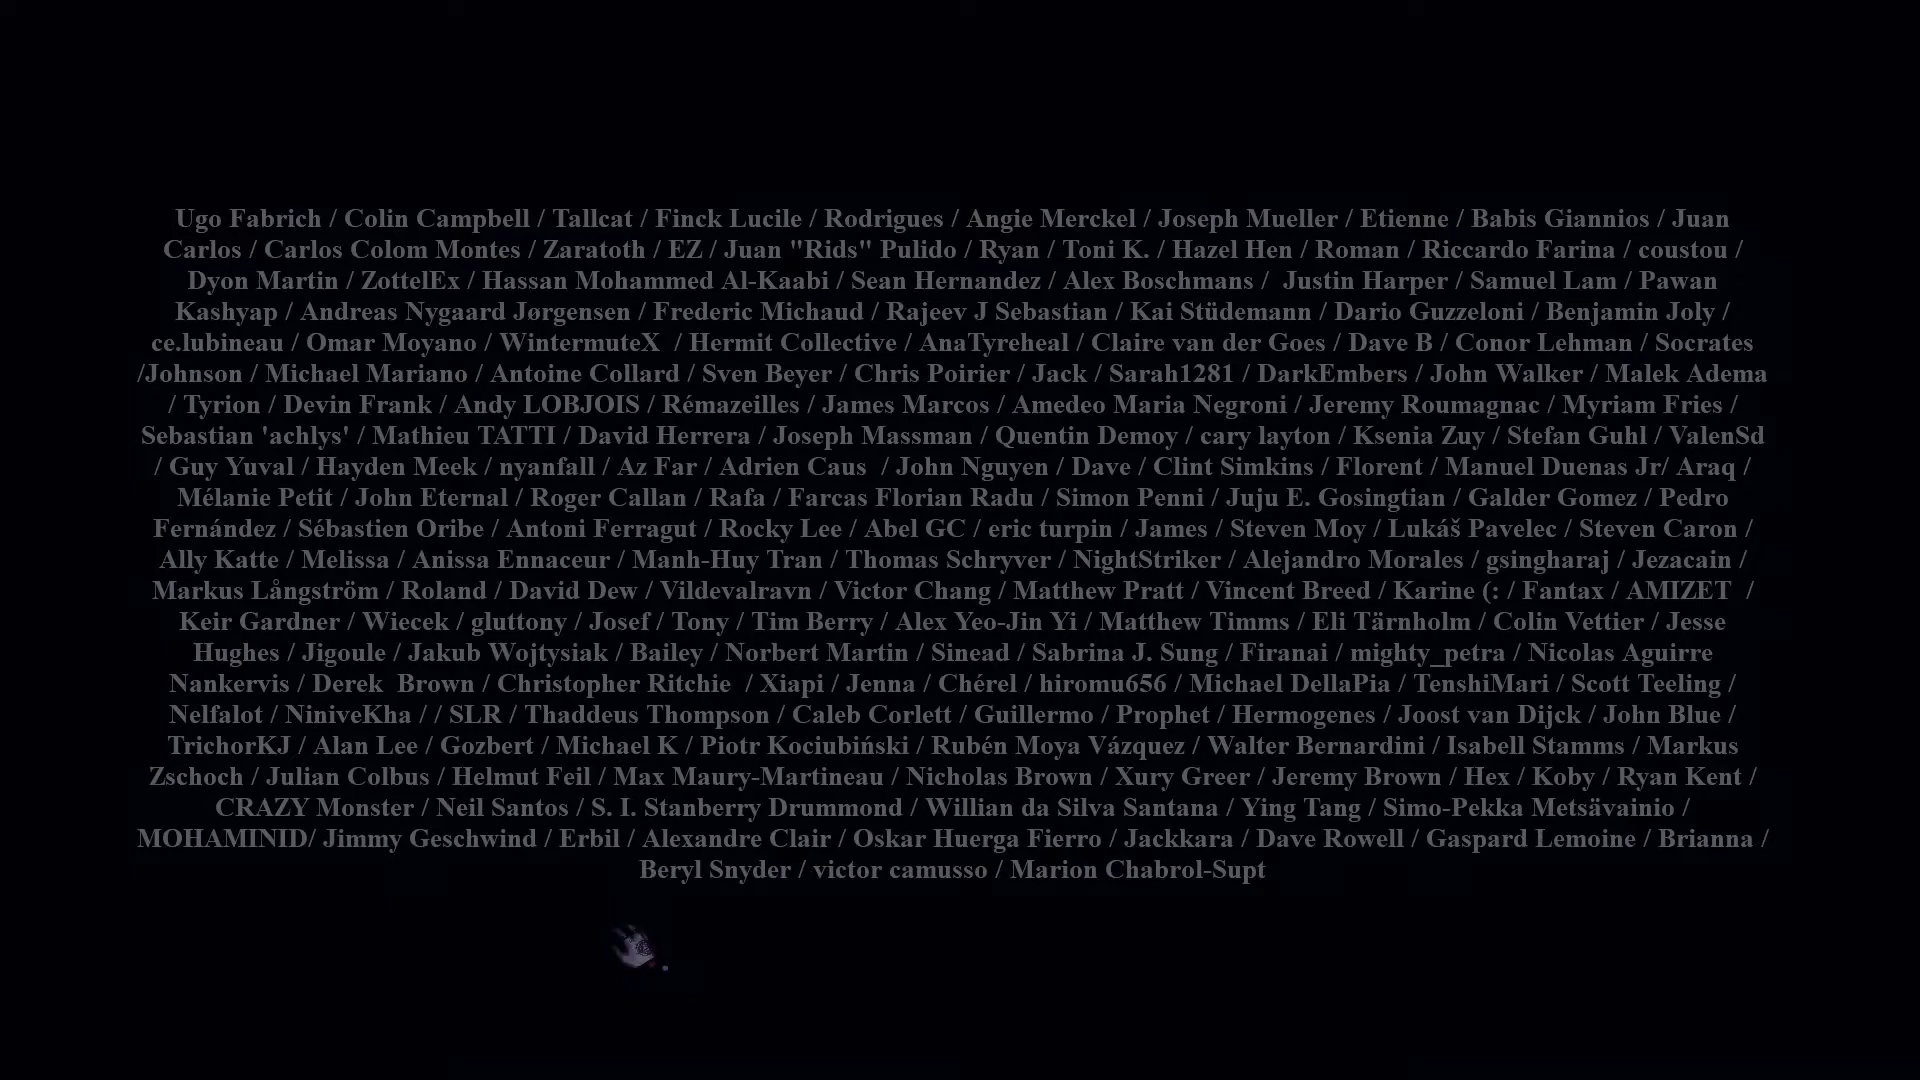 Ugo Fabrich / Colin Campbell / Tallcat / Finck Lucile / Rodrigues / Angie Merckel / Joseph Mueller / Etienne / Babis Giannios / Juan
Carlos / Carlos Colom Montes / Zaratoth / EZ / Juan "Rids" Pulido / Ryan / Toni K. / Hazel Hen / Roman / Riccardo Farina / coustou /
Dyon Martin / ZottelEx / Hassan Mohammed Al-Kaabi / Sean Hernandez / Alex Boschmans /  Justin Harper / Samuel Lam / Pawan
Kashyap / Andreas Nygaard Jørgensen / Frederic Michaud / Rajeev J Sebastian / Kai Stüdemann / Dario Guzzeloni / Benjamin Joly /
ce.lubineau / Omar Moyano / WintermuteX  / Hermit Collective / AnaTyreheal / Claire van der Goes / Dave B / Conor Lehman / Socrates
/Johnson / Michael Mariano / Antoine Collard / Sven Beyer / Chris Poirier / Jack / Sarah1281 / DarkEmbers / John Walker / Malek Adema
/ Tyrion / Devin Frank / Andy LOBJOIS / Rémazeilles / James Marcos / Amedeo Maria Negroni / Jeremy Roumagnac / Myriam Fries /
Sebastian 'achlys' / Mathieu TATTI / David Herrera / Joseph Massman / Quentin Demoy / cary layton / Ksenia Zuy / Stefan Guhl / ValenSd
/ Guy Yuval / Hayden Meek / nyanfall / Az Far / Adrien Caus  / John Nguyen / Dave / Clint Simkins / Florent / Manuel Duenas Jr/ Araq /
Mélanie Petit / John Eternal / Roger Callan / Rafa / Farcas Florian Radu / Simon Penni / Juju E. Gosingtian / Galder Gomez / Pedro
Fernández / Sébastien Oribe / Antoni Ferragut / Rocky Lee / Abel GC / eric turpin / James / Steven Moy / Lukáš Pavelec / Steven Caron /
Ally Katte / Melissa / Anissa Ennaceur / Manh-Huy Tran / Thomas Schryver / NightStriker / Alejandro Morales / gsingharaj / Jezacain /
Markus Långström / Roland / David Dew / Vildevalravn / Victor Chang / Matthew Pratt / Vincent Breed / Karine (: / Fantax / AMIZET  /
Keir Gardner / Wiecek / gluttony / Josef / Tony / Tim Berry / Alex Yeo-Jin Yi / Matthew Timms / Eli Tärnholm / Colin Vettier / Jesse
Hughes / Jigoule / Jakub Wojtysiak / Bailey / Norbert Martin / Sinead / Sabrina J. Sung / Firanai / mighty_petra / Nicolas Aguirre
Nankervis / Derek  Brown / Christopher Ritchie  / Xiapi / Jenna / Chérel / hiromu656 / Michael DellaPia / TenshiMari / Scott Teeling /
Nelfalot / NiniveKha / / SLR / Thaddeus Thompson / Caleb Corlett / Guillermo / Prophet / Hermogenes / Joost van Dijck / John Blue /
TrichorKJ / Alan Lee / Gozbert / Michael K / Piotr Kociubiński / Rubén Moya Vázquez / Walter Bernardini / Isabell Stamms / Markus
Zschoch / Julian Colbus / Helmut Feil / Max Maury-Martineau / Nicholas Brown / Xury Greer / Jeremy Brown / Hex / Koby / Ryan Kent /
CRAZY Monster / Neil Santos / S. I. Stanberry Drummond / Willian da Silva Santana / Ying Tang / Simo-Pekka Metsävainio /
MOHAMINID/ Jimmy Geschwind / Erbil / Alexandre Clair / Oskar Huerga Fierro / Jackkara / Dave Rowell / Gaspard Lemoine / Brianna /
Beryl Snyder / victor camusso / Marion Chabrol-Supt